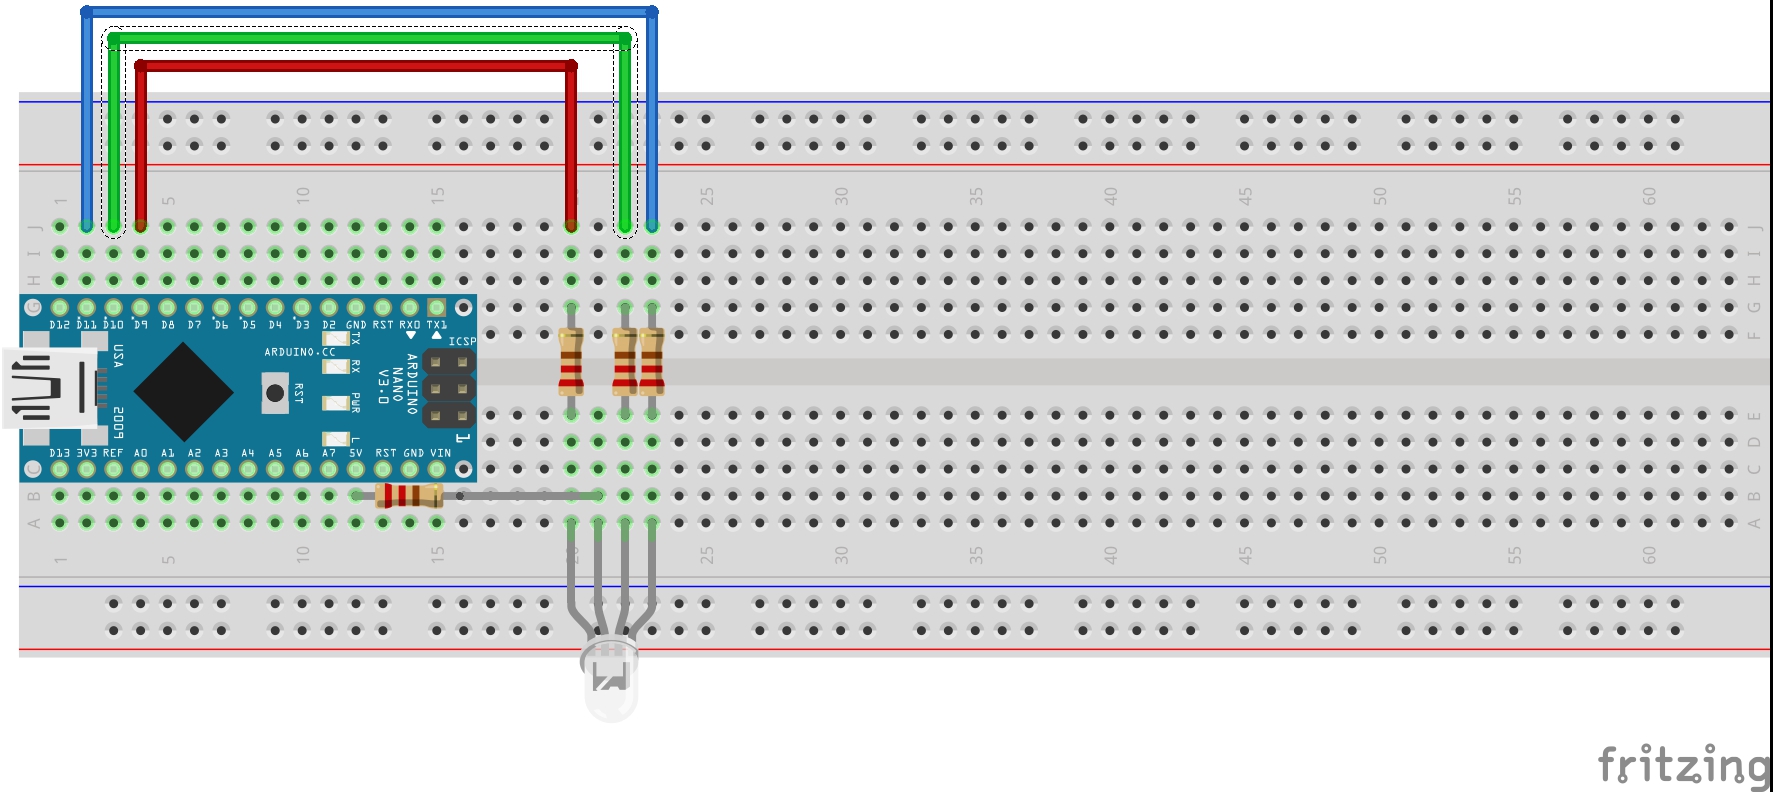 1 5 10 15 25 30 35 40 45 50 55 60
J J
I I
H H
G G
F
D12 D11 D10 D9 D8 D7 D6 D5 D4 D3 D2 GND RST RX0 TX1
ICSP
ARDUINO.CC
USA
TX
RX
RST
PWR
L
ARDUINO
NANO
V3.0
2009
1
E
D
D13 3V3 REF A0 A1 A2 A3 A4 A5 A6 A7 5V RST GND VIN
C C
B B
A A
1 5 10 15 20 25 30 35 40 45 50 55 60
fritzing